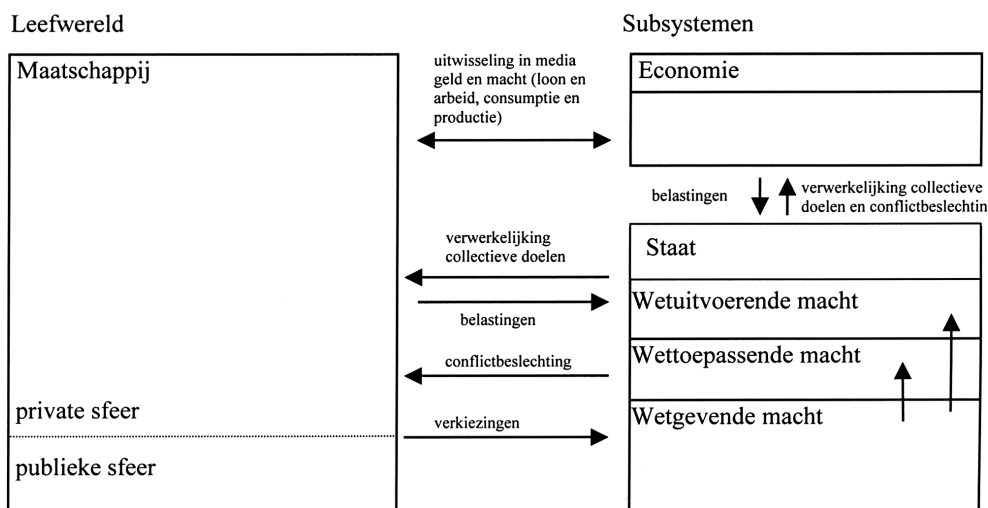 Leefwereld
Subsystemen
Maatschappij
uitwisseling in media
geld en macht (loon en
arbeid, consumptie en
productie)
Economie
belastingen
verwerkelijking collectieve
doelen en conflictbeslechtin
verwerkelijking
collectieve doelen
Staat
belastingen
Wetuitvoerende macht
conflictbeslechting
Wettoepassende macht
private sfeer
verkiezingen
Wetgevende macht
publieke sfeer